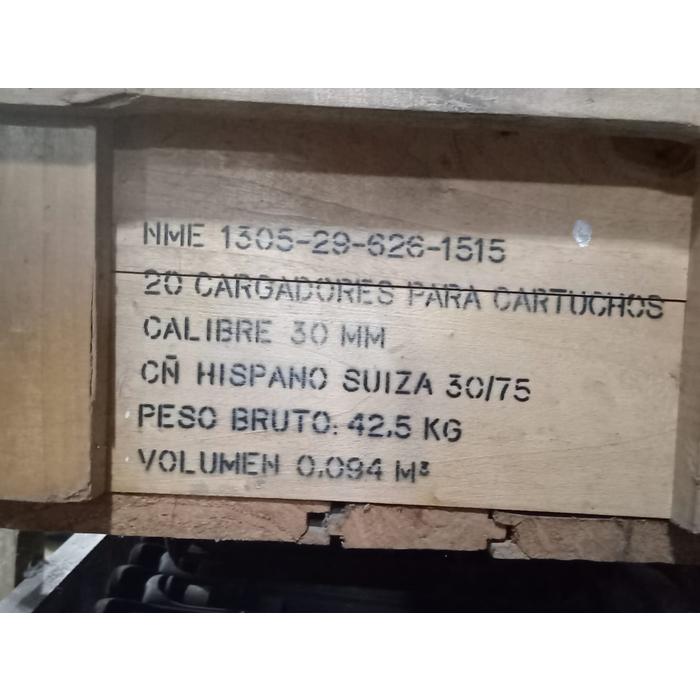 NME 1305-29-626-1515
20 CARGADORES PARA CARTUCHOS
CALIBRE 30 MM
CÑ HISPANO SUIZA 30/75
PESO BRUTO: 42,5 KG
VOLUMEN 0.094 M³